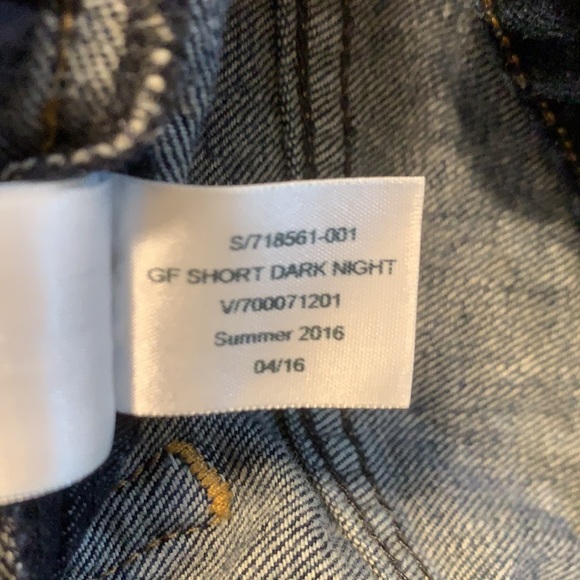 S/718561-001
GF SHORT DARK NIGHT
V/700071201
Summer 2016
04/16